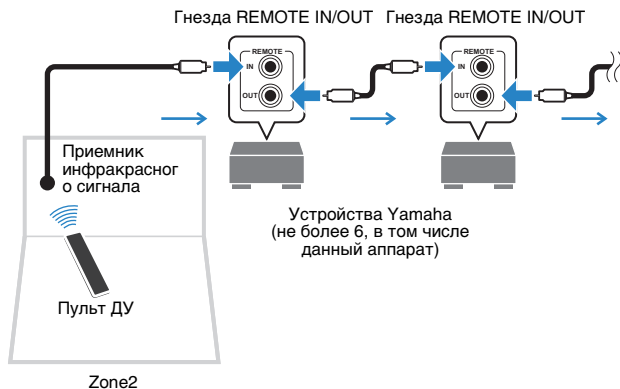 Гнезда REMOTE IN/OUT Гнезда REMOTE IN/OUT
REMOTE
IN
OUT
REMOTE
IN
OUT
Приемник
инфракрасног
о сигнала
Устройства Yamaha
(не более 6, в том числе
данный аппарат)
Пульт ДУ
Zone2